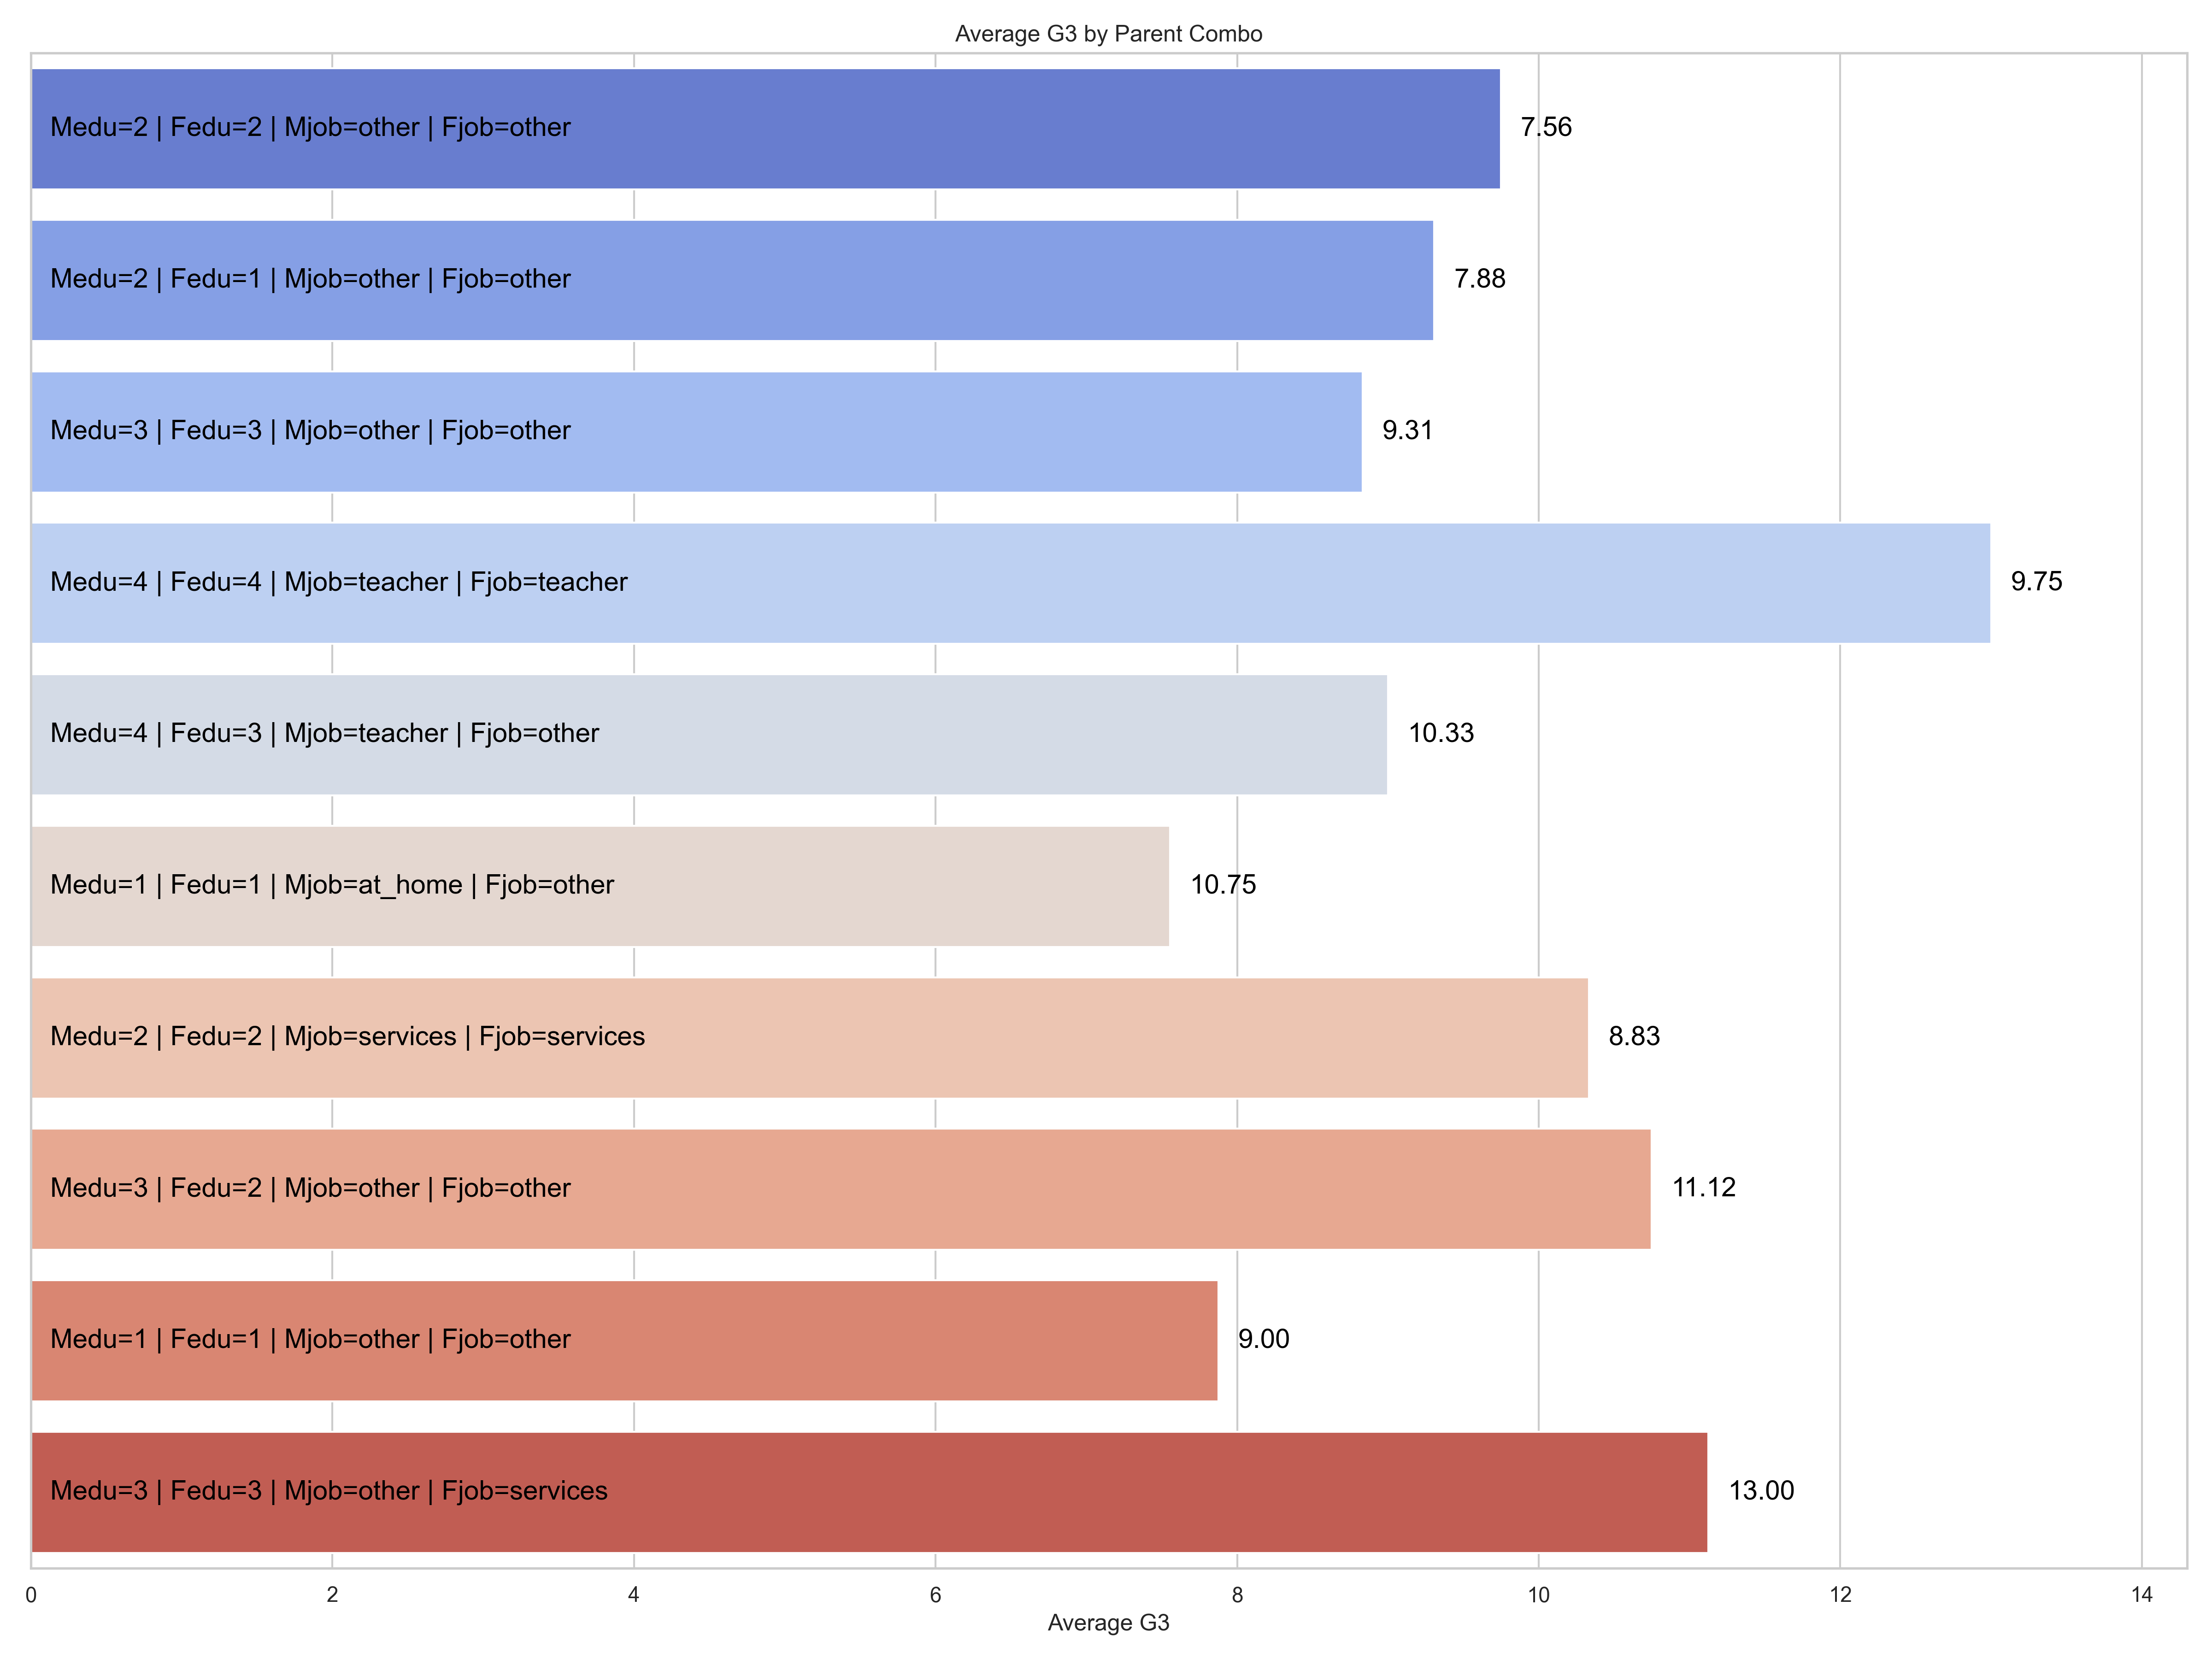 Average G3 by Parent Combo
Medu=2 | Fedu=2 | Mjob=other | Fjob=other 7.56
Medu=2 | Fedu=1 | Mjob=other | Fjob=other 7.88
Medu=3 | Fedu=3 | Mjob=other | Fjob=other 9.31
Medu=4 | Fedu=4 | Mjob=teacher | Fjob=teacher 9.75
Medu=4 | Fedu=3 | Mjob=teacher | Fjob=other 10.33
Medu=1 | Fedu=1 | Mjob=at_home | Fjob=other 10.75
Medu=2 | Fedu=2 | Mjob=services | Fjob=services 8.83
Medu=3 | Fedu=2 | Mjob=other | Fjob=other 11.12
Medu=1 | Fedu=1 | Mjob=other | Fjob=other 9.00
Medu=3 | Fedu=3 | Mjob=other | Fjob=services 13.00
0 2 4 6 8 10 12 14
Average G3